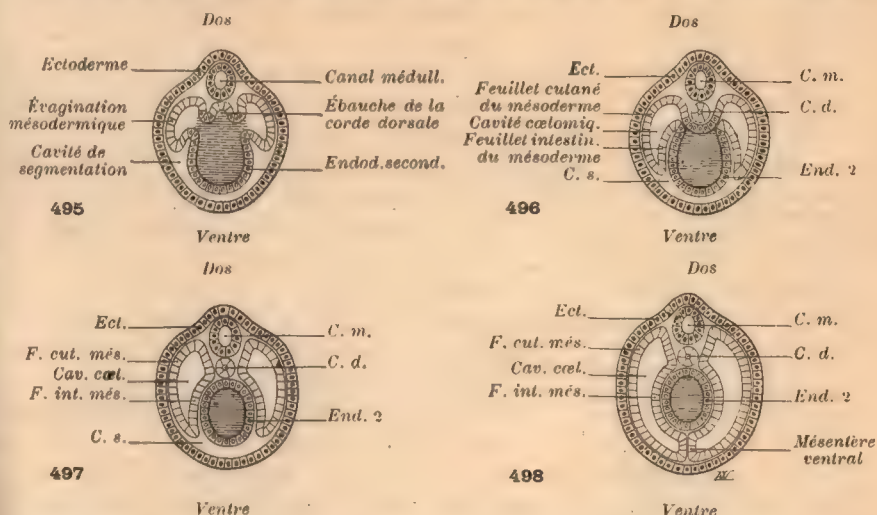 Dos
Ectoderme
Évagination
mésodermique
Cavité de
segmentation
Canal médull.
Ébauche de la
corde dorsale
Endod. second.
495
Ventre
Dos
Ect.
Feuillet cutané
du mésoderme
Cavité cœlomiq.
Feuillet intestin.
du mésoderme
C. s.
C. m.
C. d.
End. 2
496
Ventre
Dos
Ect.
F. cut. més.
Cav. cœl.
F. int. més.
C. s.
C. m.
C. d.
End. 2
497
Ventre
Dos
Ect.
F. cut. més.
Cav. cœl.
F. int. més.
C. m.
C. d.
End. 2
Mésentère
ventral
498
Ventre